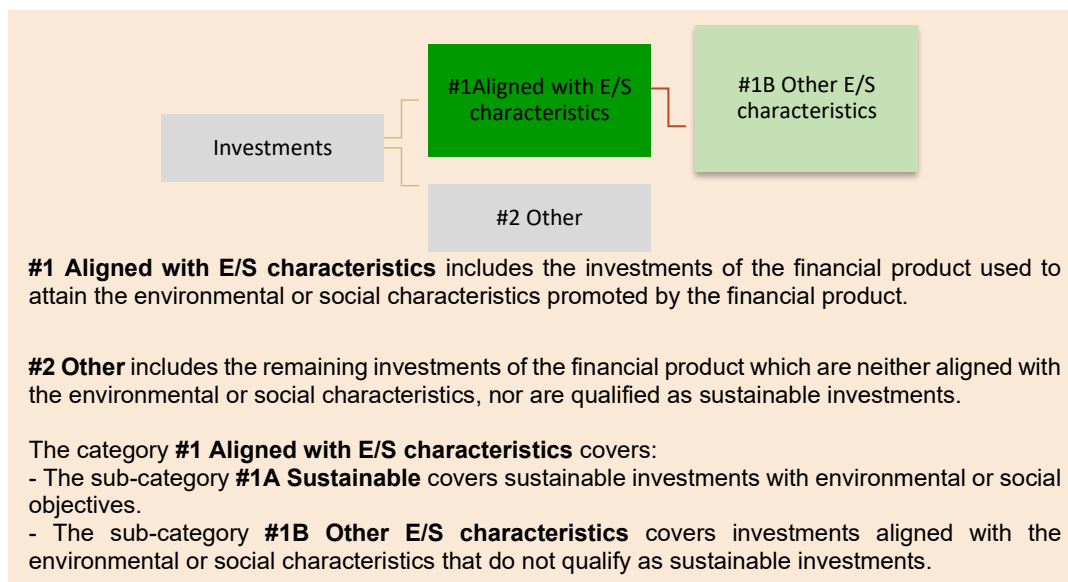 #1Aligned with E/S
characteristics
#1B Other E/S
characteristics
Investments
#2 Other
#1 Aligned with E/S characteristics includes the investments of the financial product used to
attain the environmental or social characteristics promoted by the financial product.
#2 Other includes the remaining investments of the financial product which are neither aligned with
the environmental or social characteristics, nor are qualified as sustainable investments.
The category #1 Aligned with E/S characteristics covers:
- The sub-category #1A Sustainable covers sustainable investments with environmental or social
objectives.
- The sub-category #1B Other E/S characteristics covers investments aligned with the
environmental or social characteristics that do not qualify as sustainable investments.